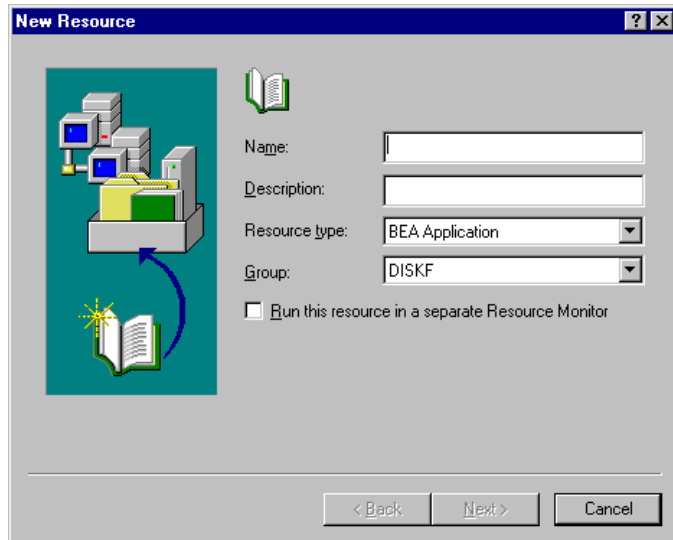 New Resource
Name:
Description:
Resource type: BEA Application
Group: DISKF
Run this resource in a separate Resource Monitor
< Back Next > Cancel